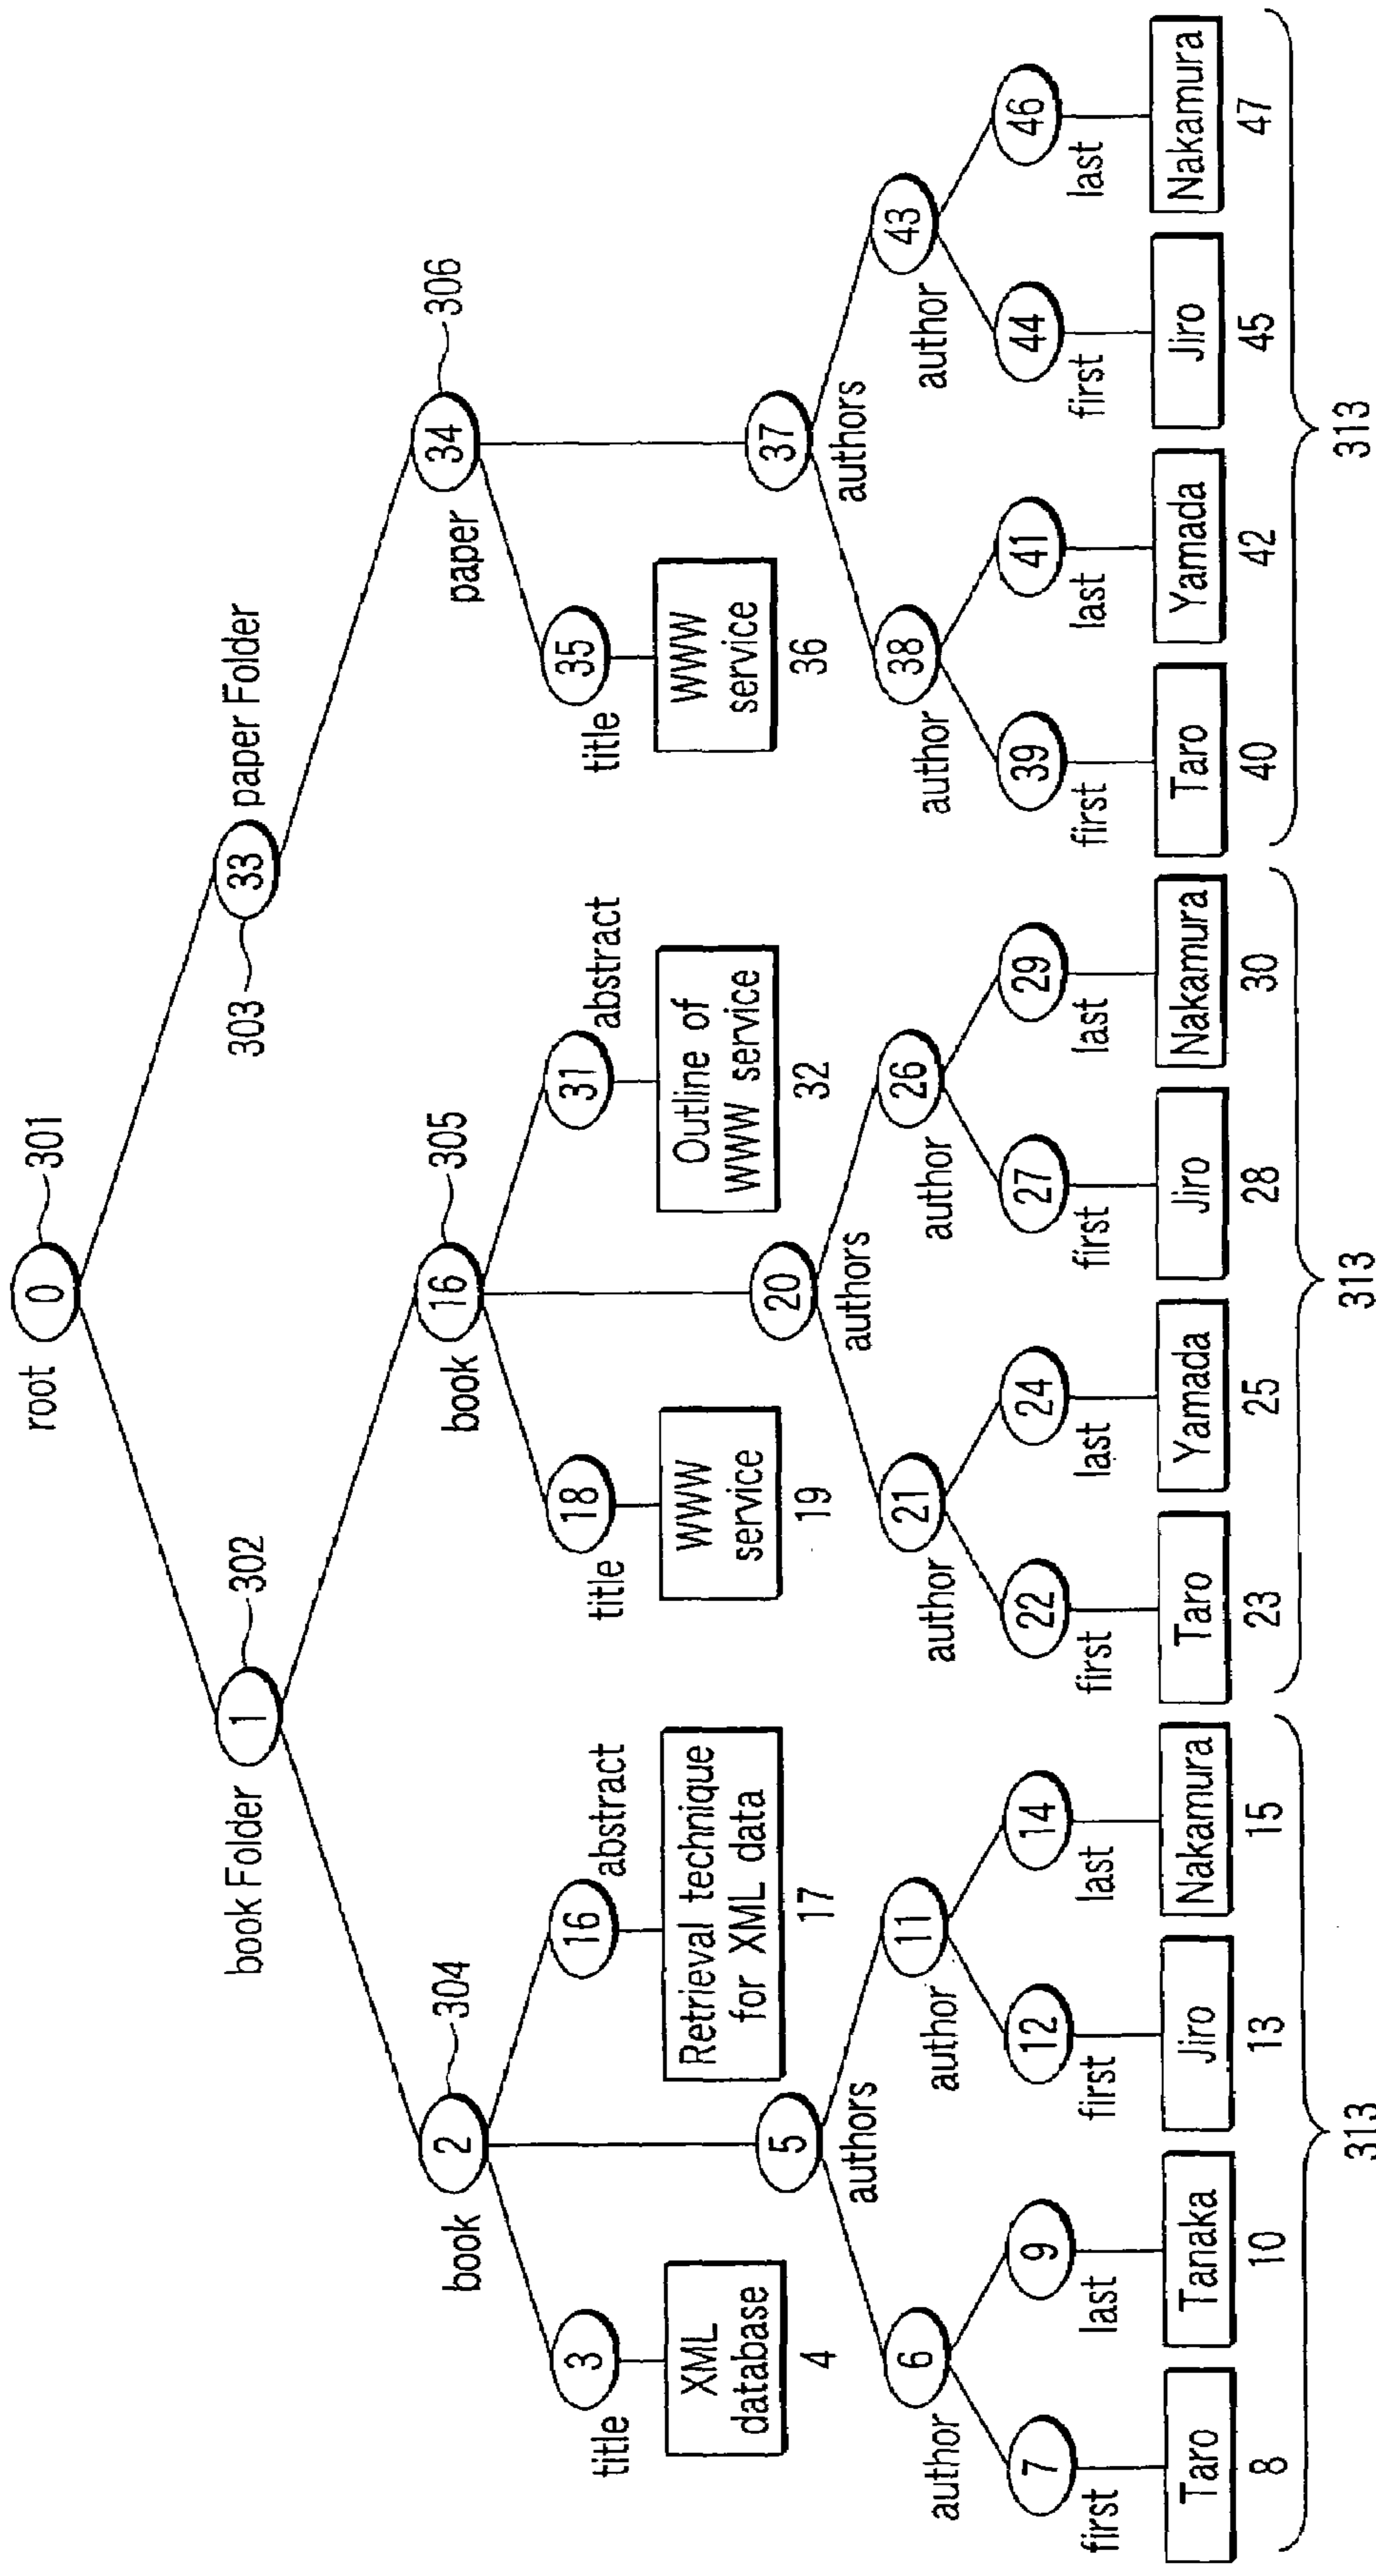 root
0
301
book Folder
1
302
303
33
paper Folder
book
2
304
book
16
305
paper
34
306
title
3
16
abstract
title
18
31
abstract
title
35
XML
database
4
Retrieval technique
for XML data
17
WWW
service
19
Outline of
WWW service
32
WWW
service
36
5
authors
20
authors
37
authors
author
6
author
11
author
21
author
26
author
38
author
43
first
7
last
9
first
12
last
14
first
22
last
24
first
27
last
29
first
39
last
41
first
44
last
46
Taro
Tanaka
Jiro
Nakamura
Taro
Yamada
Jiro
Nakamura
Taro
Yamada
Jiro
Nakamura
8
10
13
15
23
25
28
30
40
42
45
47
313
313
313